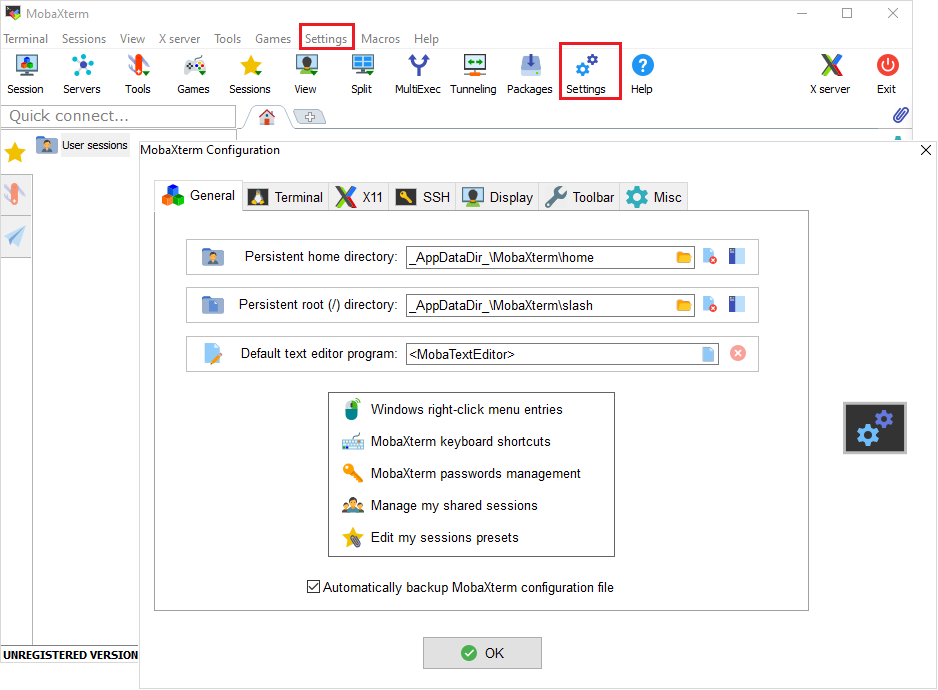 MobaXterm
Terminal Sessions View X server Tools Games Settings Macros Help
Session Servers Tools Games Sessions View Split MultiExec Tunneling Packages Settings Help X server Exit
Quick connect...
User sessions
MobaXterm Configuration
General Terminal X11 SSH Display Toolbar Misc
Persistent home directory: _AppDataDir_\MobaXterm\home
Persistent root (/) directory: _AppDataDir_\MobaXterm\slash
Default text editor program: <MobaTextEditor>
Windows right-click menu entries
MobaXterm keyboard shortcuts
MobaXterm passwords management
Manage my shared sessions
Edit my sessions presets
Automatically backup MobaXterm configuration file
OK
UNREGISTERED VERSION